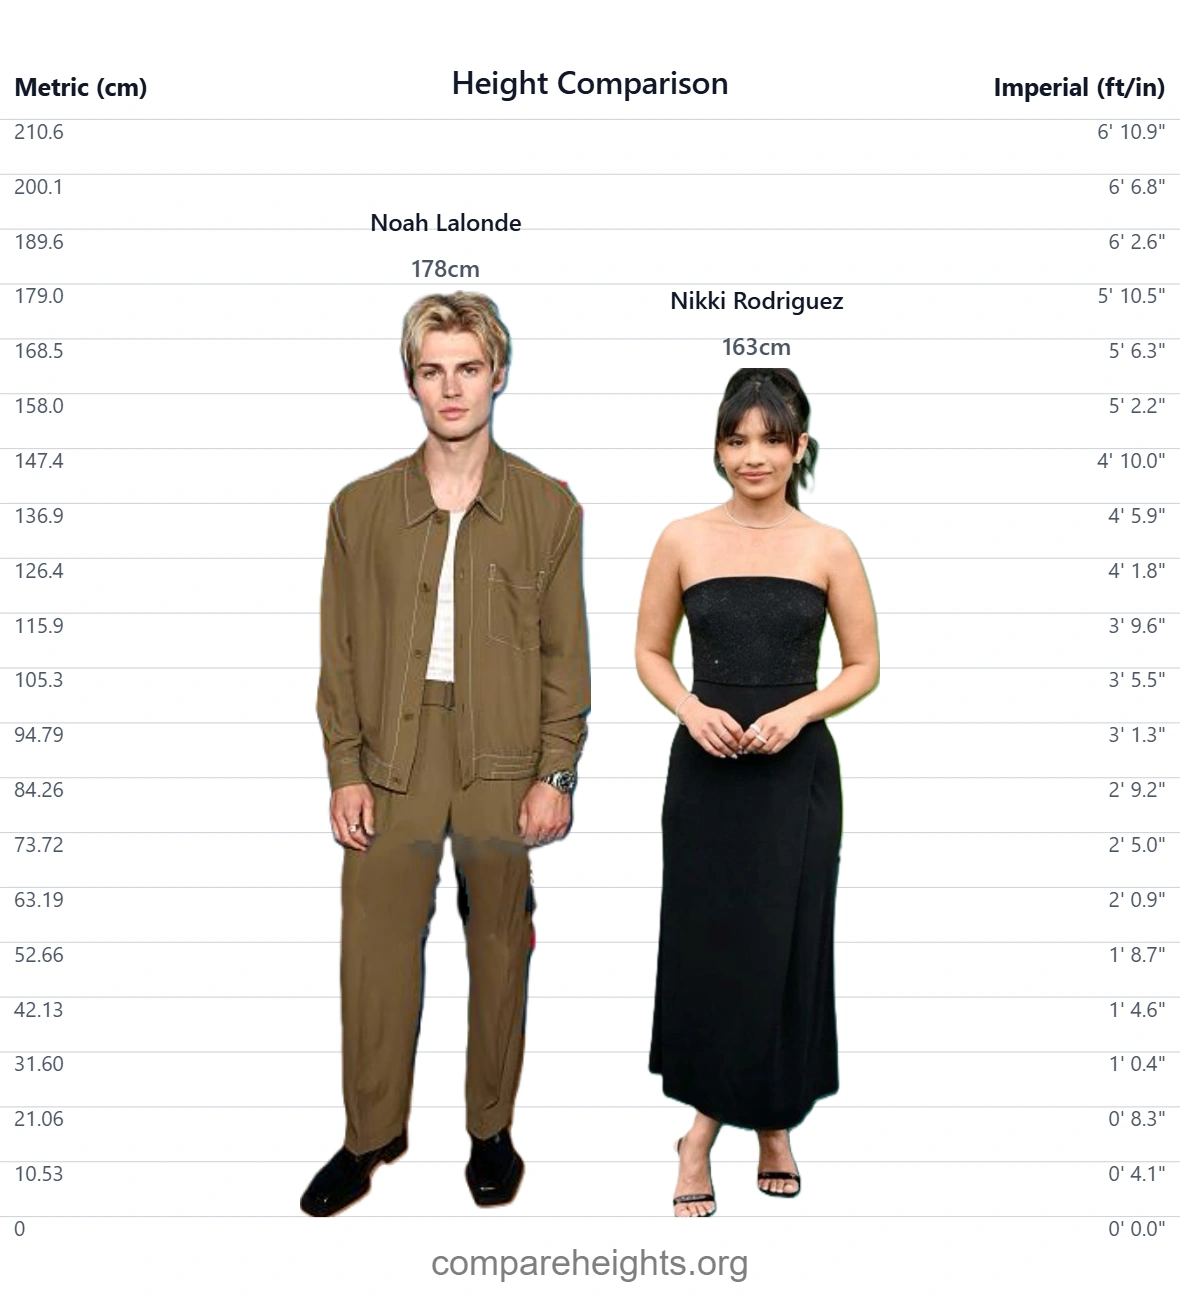 Height Comparison
Metric (cm)
Imperial (ft/in)
210.6 6' 10.9"
200.1 6' 6.8"
Noah Lalonde
189.6 6' 2.6"
178cm
179.0 5' 10.5"
Nikki Rodriguez
163cm
168.5 5' 6.3"
158.0 5' 2.2"
147.4 4' 10.0"
136.9 4' 5.9"
126.4 4' 1.8"
115.9 3' 9.6"
105.3 3' 5.5"
94.79 3' 1.3"
84.26 2' 9.2"
73.72 2' 5.0"
63.19 2' 0.9"
52.66 1' 8.7"
42.13 1' 4.6"
31.60 1' 0.4"
21.06 0' 8.3"
10.53 0' 4.1"
0 0' 0.0"
compareheights.org